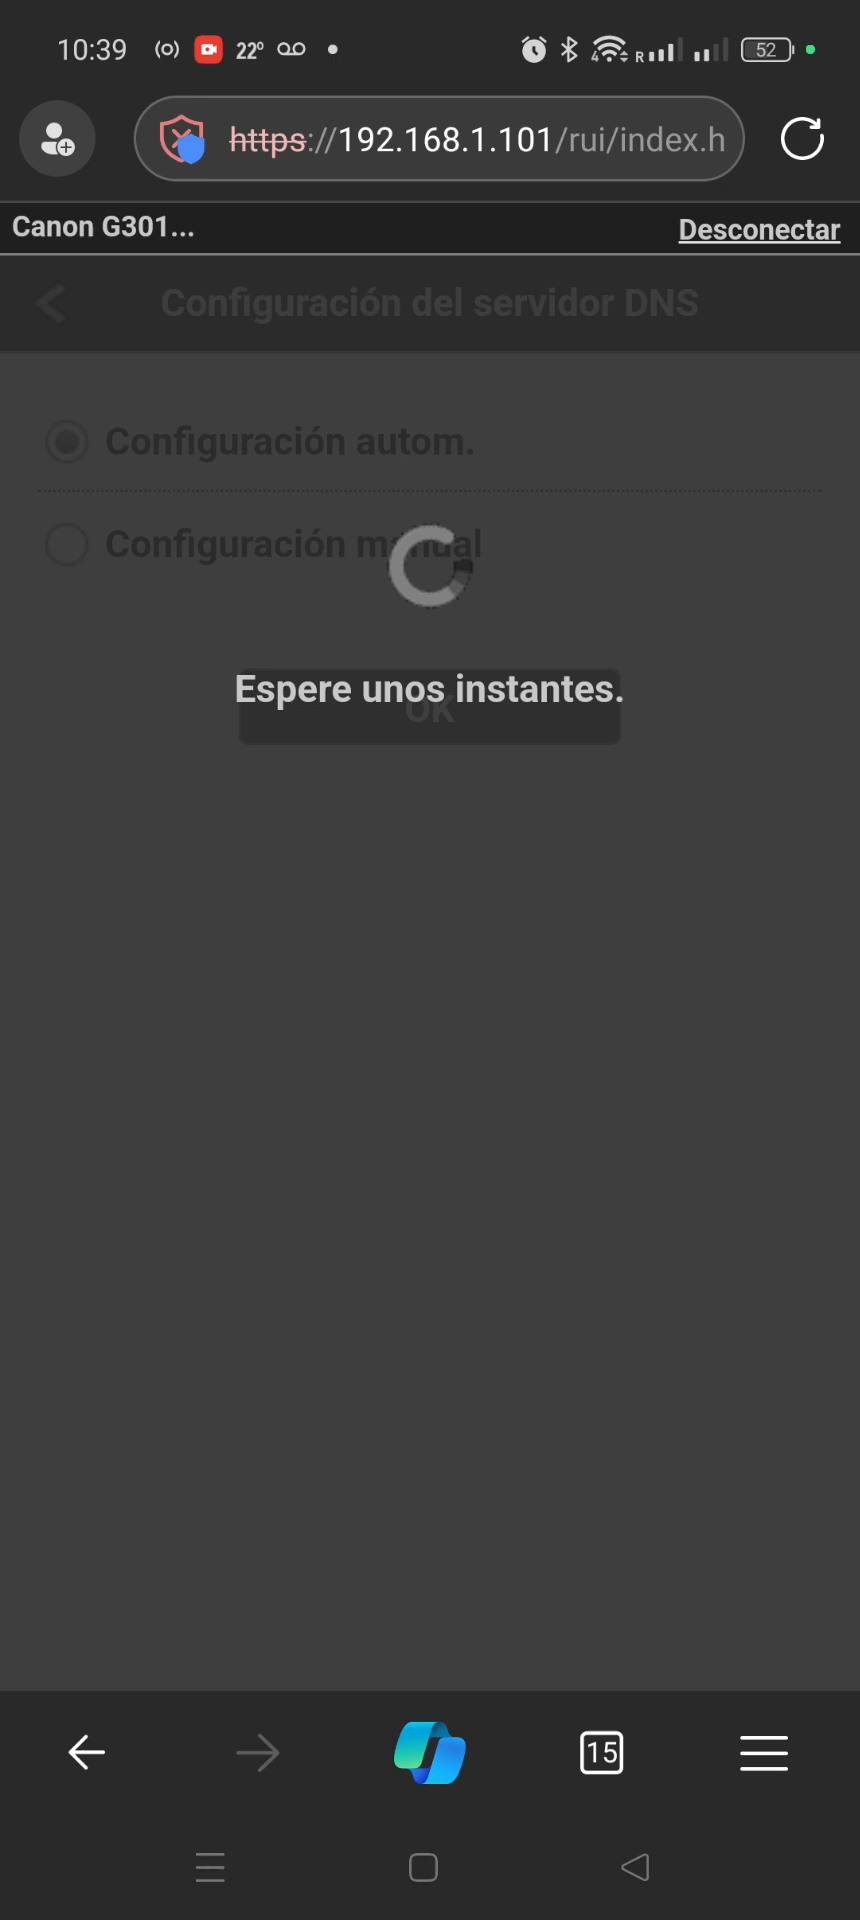 10:39 22º 4 R 52
https://192.168.1.101/rui/index.h
Canon G301... Desconectar
Configuración del servidor DNS
Configuración autom.
Configuración manual
Espere unos instantes.
OK
15